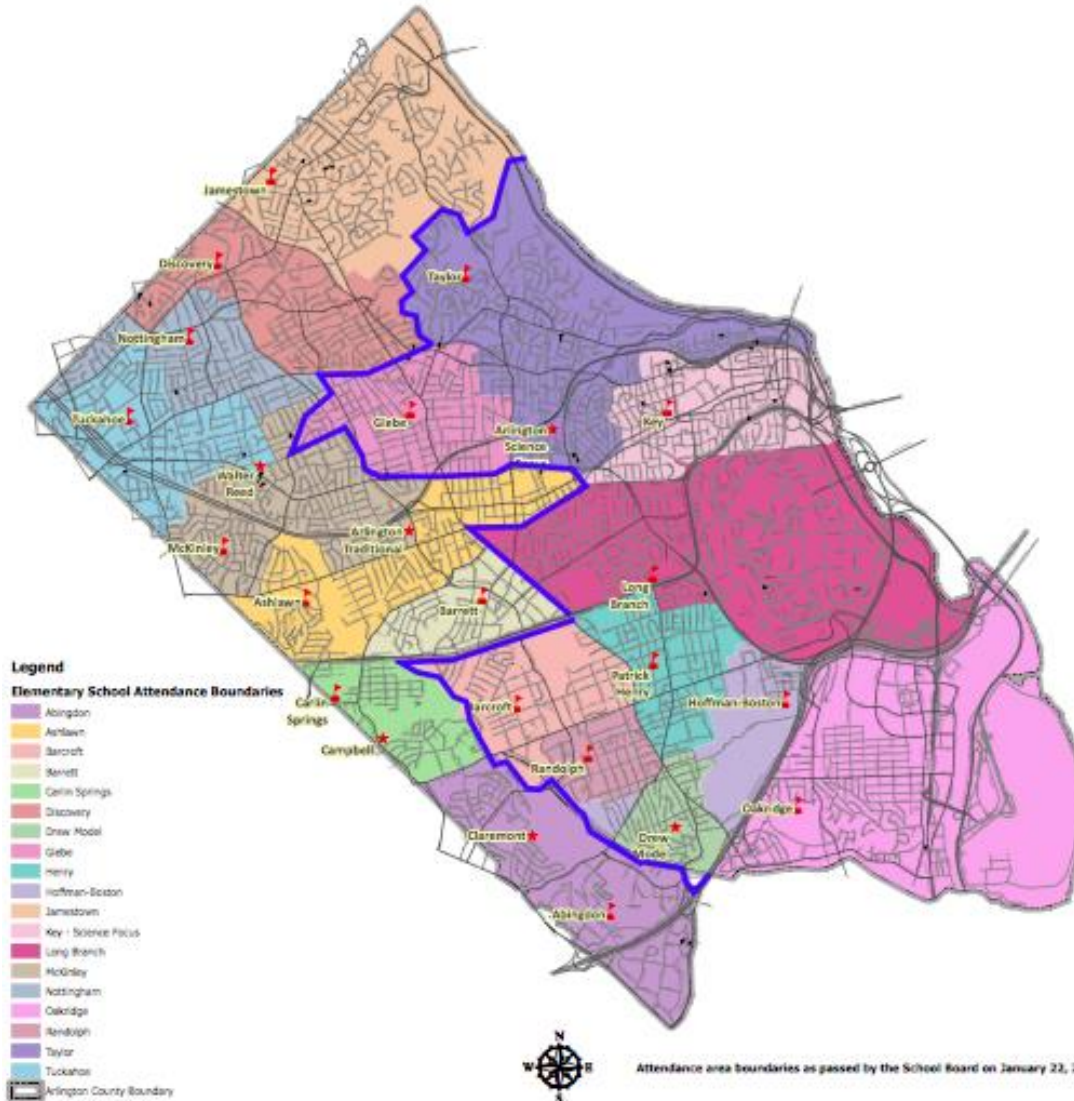 Jamestown
Discovery
Taylor
Nottingham
Tuckahoe
Glebe
Key
Arlington
Science
Walter
Reed
Arlington
Traditional
McKinley
Long
Branch
Ashlawn
Barrett
Patrick
Henry
Carlin
Springs
Barcroft
Hoffman-Boston
Campbell
Randolph
Oakridge
Claremont
Drew
Model
Abingdon
Legend
Elementary School Attendance Boundaries
Abingdon
Ashlawn
Barcroft
Barrett
Carlin Springs
Discovery
Drew Model
Glebe
Henry
Hoffman-Boston
Jamestown
Key - Science Focus
Long Branch
McKinley
Nottingham
Oakridge
Randolph
Taylor
Tuckahoe
Arlington County Boundary
N
W E
S
Attendance area boundaries as passed by the School Board on January 22,